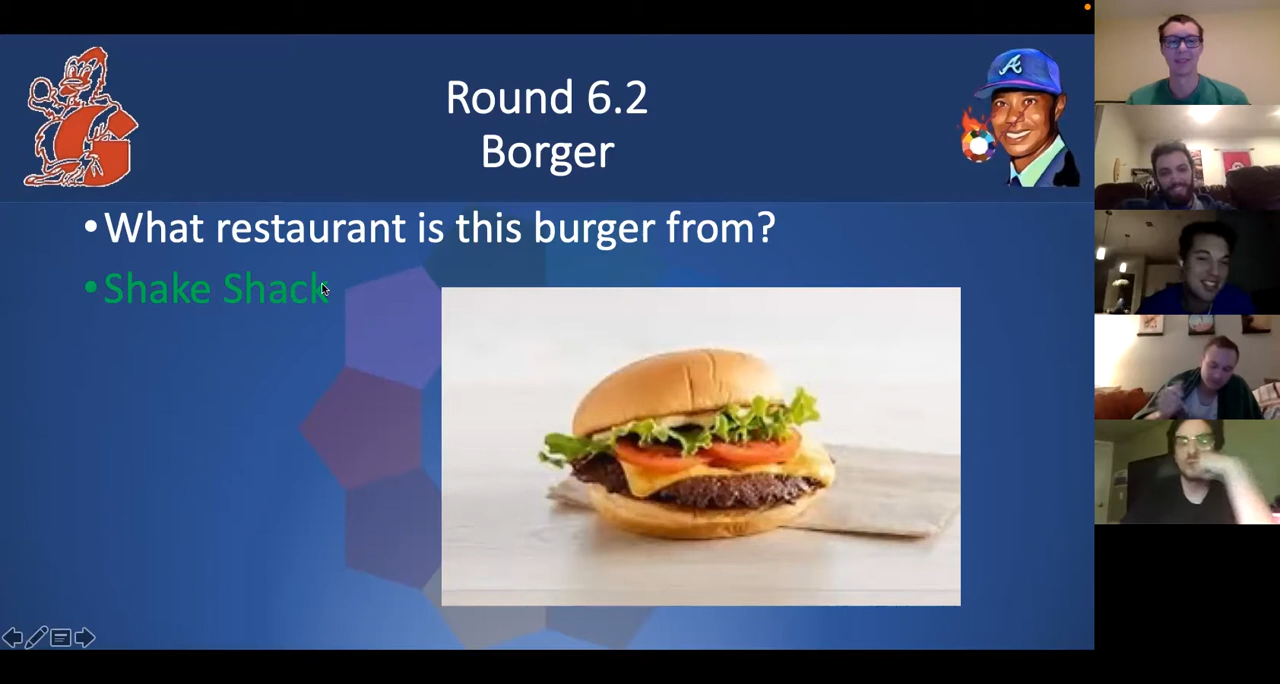 Round 6.2
Borger
A
•What restaurant is this burger from?
•Shake Shack